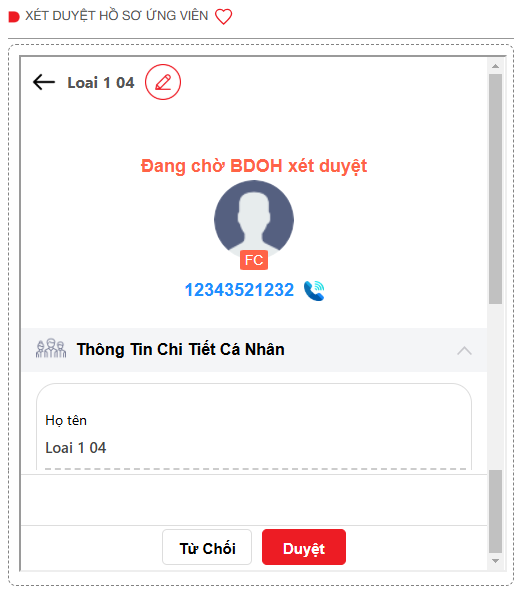 XÉT DUYỆT HỒ SƠ ỨNG VIÊN
Loai 1 04
Đang chờ BDOH xét duyệt
FC
12343521232
Thông Tin Chi Tiết Cá Nhân
Họ tên
Loai 1 04
Từ Chối Duyệt